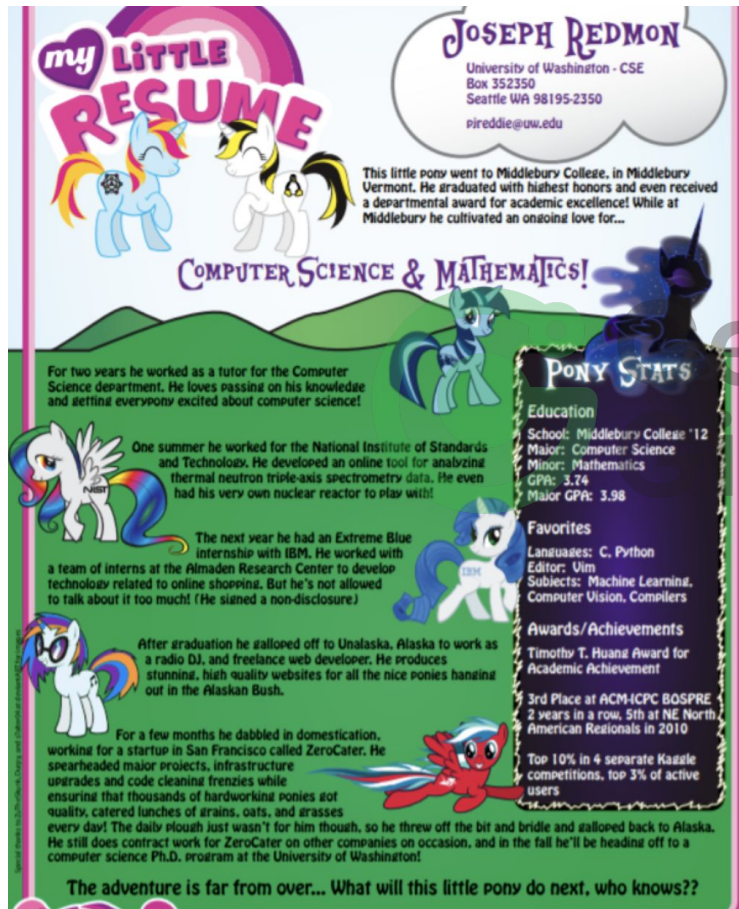 my LiTTLE
RESUME
JOSEPH REDMON
University of Washington - CSE
Box 352350
Seattle WA 98195-2350
pjreddie@uw.edu
This little pony went to Middlebury College, in Middlebury
Vermont. He graduated with highest honors and even received
a departmental award for academic excellence! While at
Middlebury he cultivated an ongoing love for...
COMPUTER SCIENCE & MATHEMATICS!
For two years he worked as a tutor for the Computer
Science department. He loves passing on his knowledge
and getting everypony excited about computer science!
One summer he worked for the National Institute of Standards
and Technology. He developed an online tool for analyzing
thermal neutron triple-axis spectrometry data. He even
had his very own nuclear reactor to play with!
NIST
The next year he had an Extreme Blue
internship with IBM. He worked with
a team of interns at the Almaden Research Center to develop
technology related to online shopping. But he's not allowed
to talk about it too much! (He signed a non-disclosure)
IBM
After graduation he galloped off to Unalaska, Alaska to work as
a radio DJ, and freelance web developer. He produces
stunning, high quality websites for all the nice ponies hanging
out in the Alaskan Bush.
For a few months he dabbled in domestication,
working for a startup in San Francisco called ZeroCater. He
spearheaded major projects, infrastructure
upgrades and code cleaning frenzies while
ensuring that thousands of hardworking ponies got
quality, catered lunches of grains, oats, and grasses
every day! The daily plough just wasn't for him though, so he threw off the bit and bridle and galloped back to Alaska.
He still does contract work for ZeroCater on other companies on occasion, and in the fall he'll be heading off to a
computer science Ph.D. program at the University of Washington!
PONY STATS
Education
School: Middlebury College '12
Major: Computer Science
Minor: Mathematics
GPA: 3.74
Major GPA: 3.98
Favorites
Languages: C, Python
Editor: Vim
Subjects: Machine Learning,
Computer Vision, Compilers
Awards/Achievements
Timothy T. Huang Award for
Academic Achievement
3rd Place at ACM-ICPC BOSPRE
2 years in a row, 5th at NE North
American Regionals in 2010
Top 10% in 4 separate Kaggle
competitions, top 3% of active
users
The adventure is far from over... What will this little pony do next, who knows??